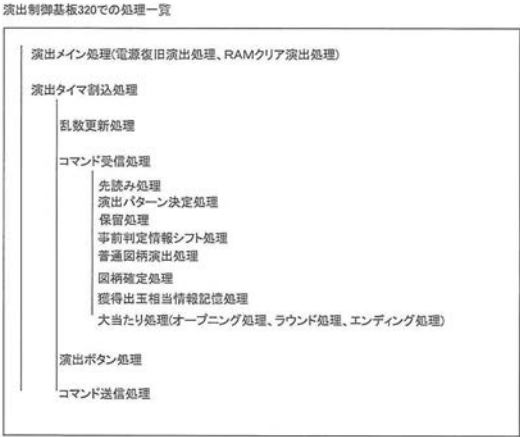 演出制御基板320での処理一覧
演出メイン処理(電源復旧演出処理、RAMクリア演出処理)
演出タイマ割込処理
乱数更新処理
コマンド受信処理
先読み処理
演出パターン決定処理
保留処理
事前判定情報シフト処理
普通図柄演出処理
図柄確定処理
獲得出玉相当情報記憶処理
大当たり処理(オープニング処理、ラウンド処理、エンディング処理)
演出ボタン処理
コマンド送信処理